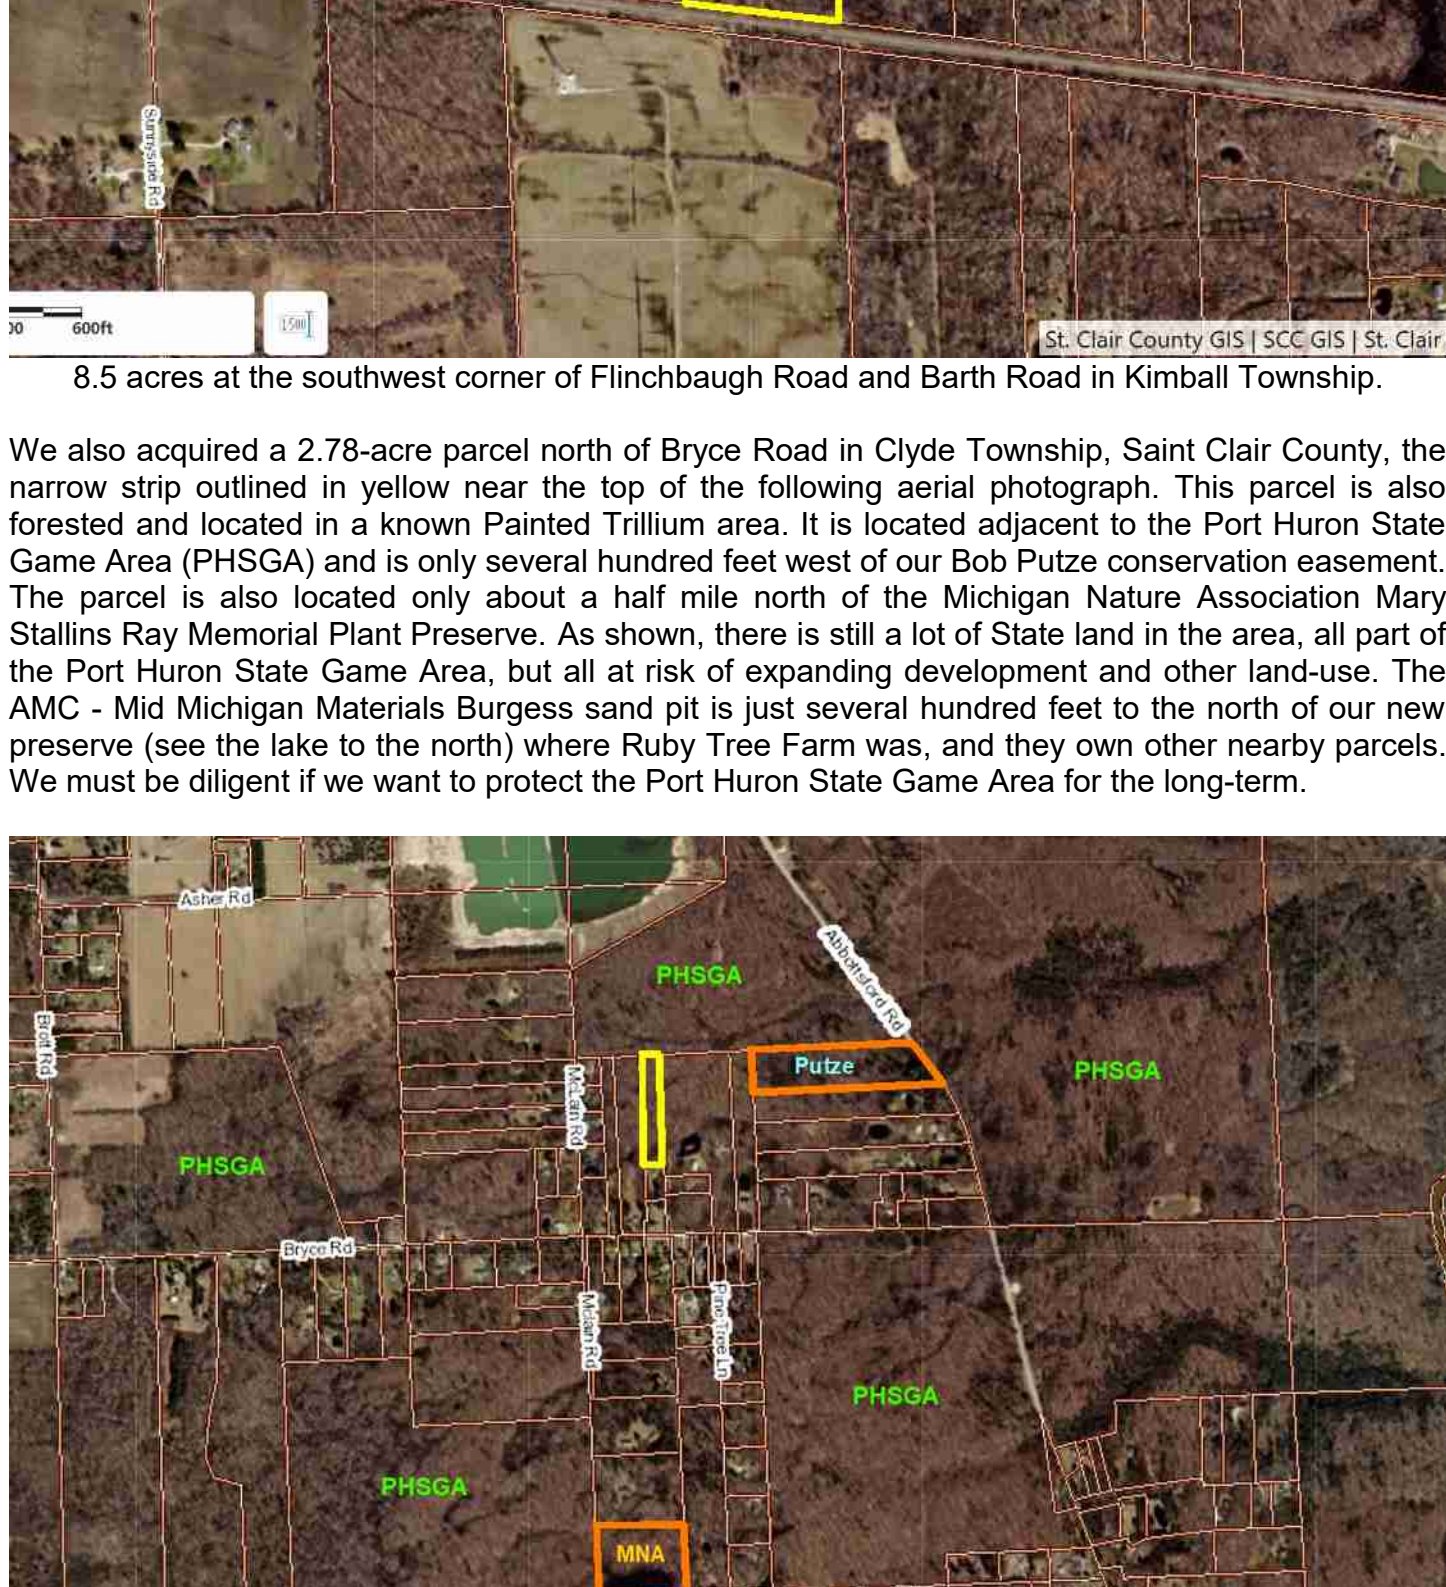 Sunnyside Rd
00 600ft
St. Clair County GIS | SCC GIS | St. Clair
8.5 acres at the southwest corner of Flinchbaugh Road and Barth Road in Kimball Township.
We also acquired a 2.78-acre parcel north of Bryce Road in Clyde Township, Saint Clair County, the
narrow strip outlined in yellow near the top of the following aerial photograph. This parcel is also
forested and located in a known Painted Trillium area. It is located adjacent to the Port Huron State
Game Area (PHSGA) and is only several hundred feet west of our Bob Putze conservation easement.
The parcel is also located only about a half mile north of the Michigan Nature Association Mary
Stallins Ray Memorial Plant Preserve. As shown, there is still a lot of State land in the area, all part of
the Port Huron State Game Area, but all at risk of expanding development and other land-use. The
AMC - Mid Michigan Materials Burgess sand pit is just several hundred feet to the north of our new
preserve (see the lake to the north) where Ruby Tree Farm was, and they own other nearby parcels.
We must be diligent if we want to protect the Port Huron State Game Area for the long-term.
Asher Rd
Abbottsford Rd
PHSGA
Brott Rd
McLain Rd
Putze
PHSGA
PHSGA
Bryce Rd
Mclain Rd
Pine Tree Ln
PHSGA
PHSGA
MNA